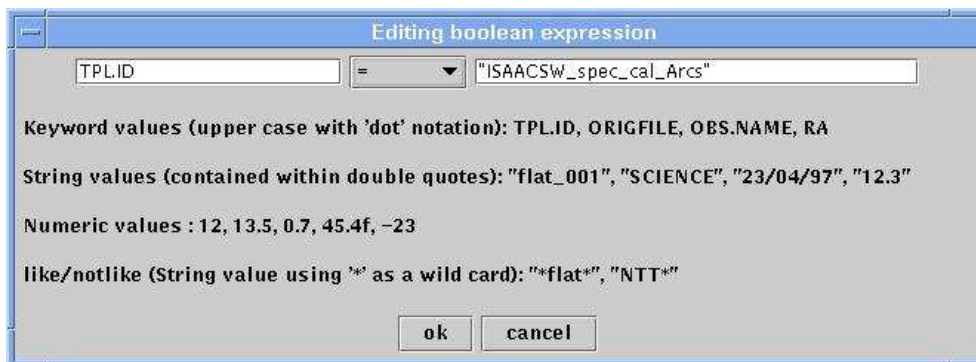 Editing boolean expression
TPL.ID = "ISAACSW_spec_cal_Arcs"
Keyword values (upper case with 'dot' notation): TPL.ID, ORIGFILE, OBS.NAME, RA
String values (contained within double quotes): "flat_001", "SCIENCE", "23/04/97", "12.3"
Numeric values : 12, 13.5, 0.7, 45.4f, −23
like/notlike (String value using '*' as a wild card): "*flat*", "NTT*"
ok cancel